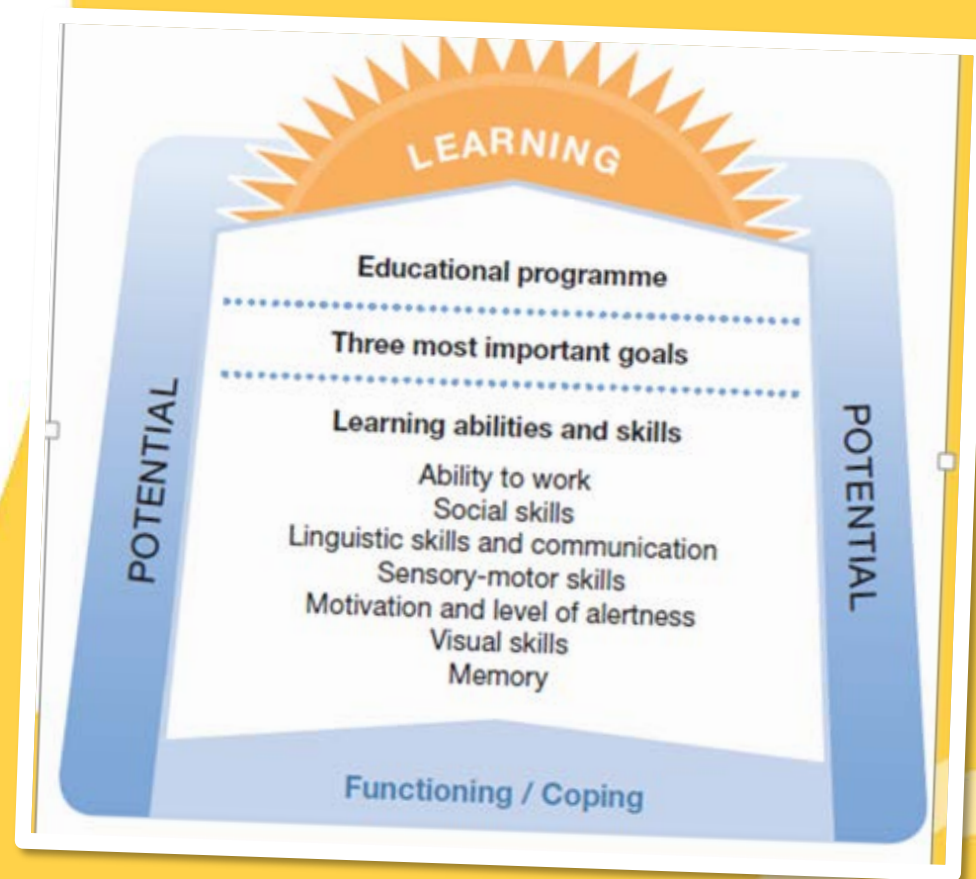 LEARNING
Educational programme
Three most important goals
Learning abilities and skills
Ability to work
Social skills
Linguistic skills and communication
Sensory-motor skills
Motivation and level of alertness
Visual skills
Memory
POTENTIAL
POTENTIAL
Functioning / Coping